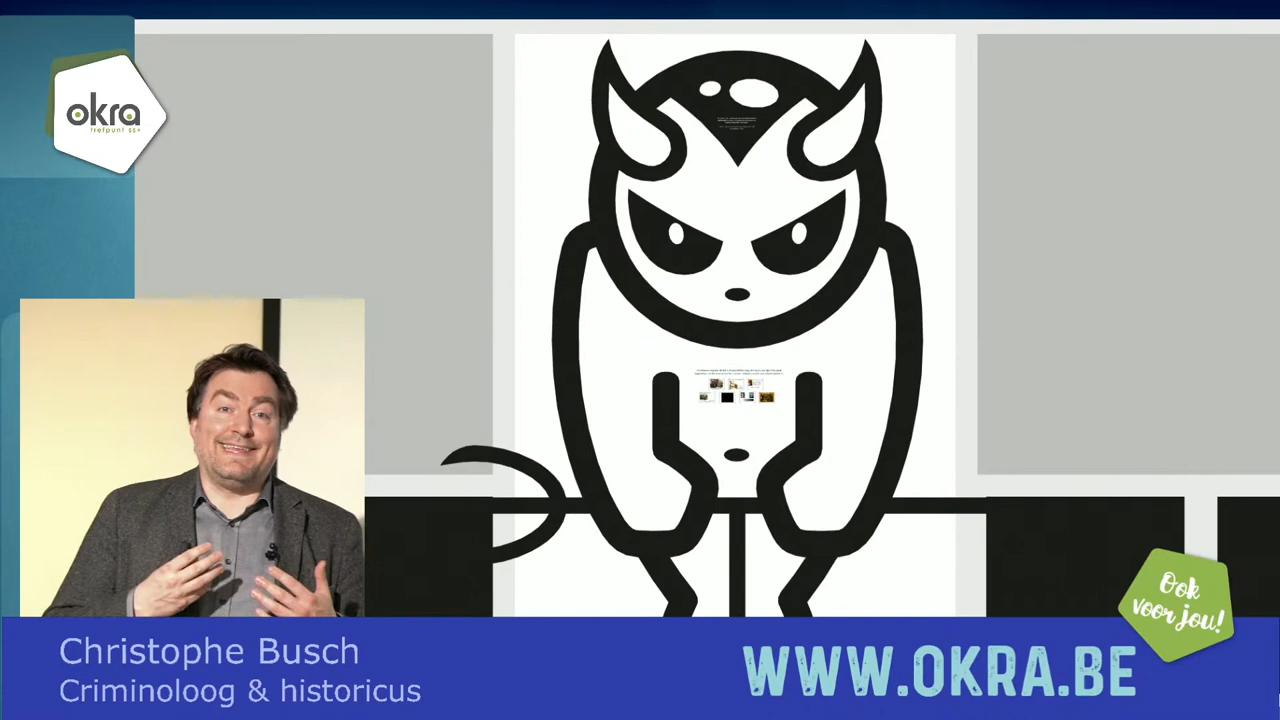 okra
trefpunt 55+
Christophe Busch
Criminoloog & historicus
WWW.OKRA.BE
Ook
voor jou!